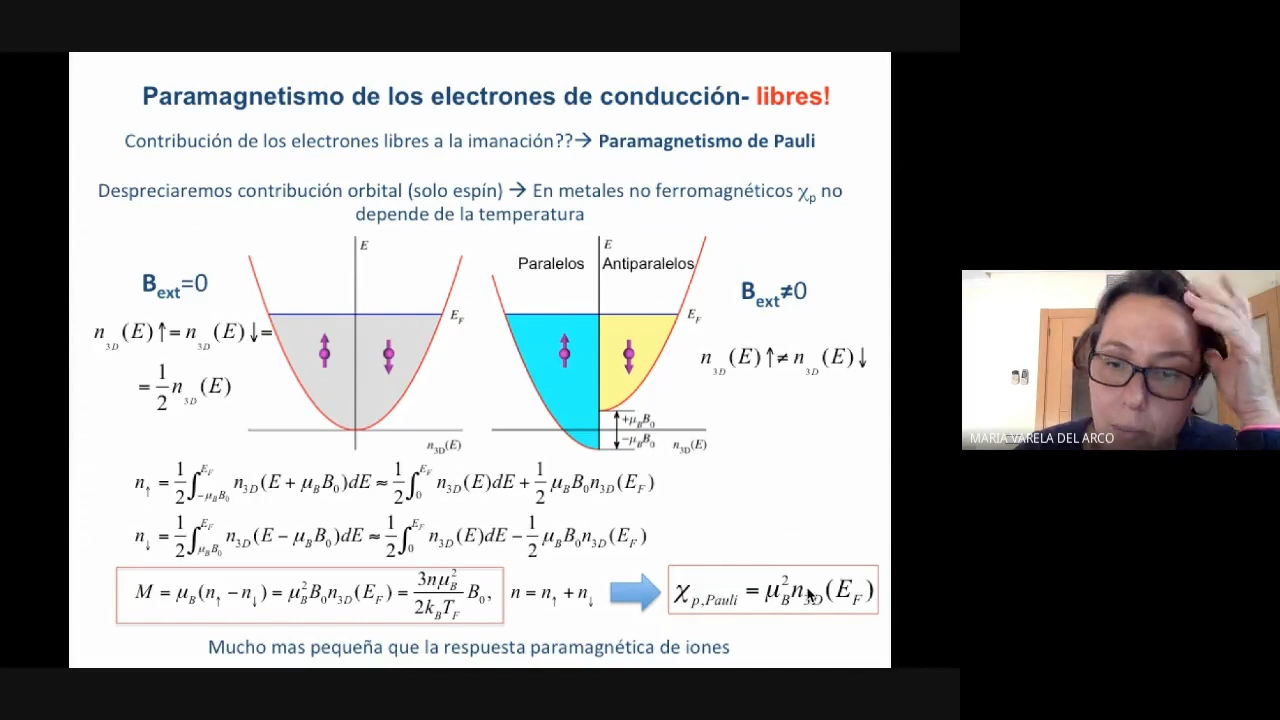 Paramagnetismo de los electrones de conducción- libres!
Contribución de los electrones libres a la imanación??→ Paramagnetismo de Pauli
Despreciaremos contribución orbital (solo espín) → En metales no ferromagnéticos χp no
depende de la temperatura
B_ext=0
n_3D(E)↑= n_3D(E)↓=
= 1/2 n_3D(E)
E
E_F
n_3D(E)
Paralelos
E
Antiparalelos
E_F
+μ_B B_0
−μ_B B_0
n_3D(E)
B_ext≠0
n_3D(E)↑≠ n_3D(E)↓
n_↑ = 1/2 ∫_{−μ_B B_0}^{E_F} n_3D(E + μ_B B_0)dE ≈ 1/2 ∫_0^{E_F} n_3D(E)dE + 1/2 μ_B B_0 n_3D(E_F)
n_↓ = 1/2 ∫_{μ_B B_0}^{E_F} n_3D(E − μ_B B_0)dE ≈ 1/2 ∫_0^{E_F} n_3D(E)dE − 1/2 μ_B B_0 n_3D(E_F)
M = μ_B(n_↑ − n_↓) = μ_B^2 B_0 n_3D(E_F) = 3nμ_B^2 / 2k_B T_F B_0, n = n_↑ + n_↓
χ_p,Pauli = μ_B^2 n_3D(E_F)
Mucho mas pequeña que la respuesta paramagnética de iones
MARIA VARELA DEL ARCO